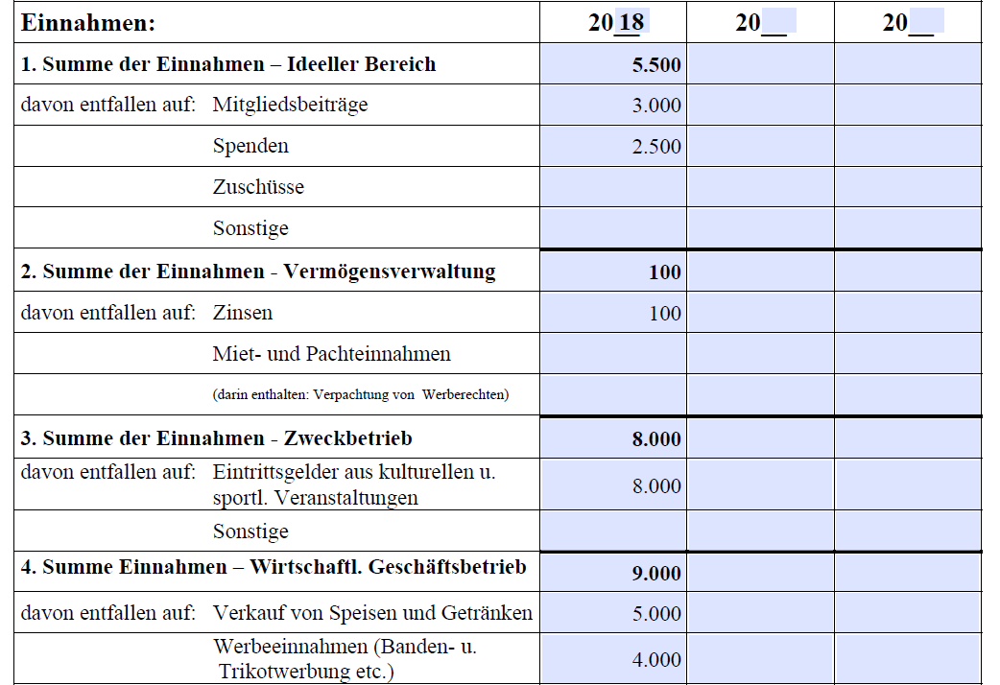 Einnahmen: 2018 20__ 20__
1. Summe der Einnahmen – Ideeller Bereich 5.500
davon entfallen auf: Mitgliedsbeiträge 3.000
Spenden 2.500
Zuschüsse
Sonstige
2. Summe der Einnahmen - Vermögensverwaltung 100
davon entfallen auf: Zinsen 100
Miet- und Pachteinnahmen
(darin enthalten: Verpachtung von Werberechten)
3. Summe der Einnahmen - Zweckbetrieb 8.000
davon entfallen auf: Eintrittsgelder aus kulturellen u.
sportl. Veranstaltungen 8.000
Sonstige
4. Summe Einnahmen – Wirtschaftl. Geschäftsbetrieb 9.000
davon entfallen auf: Verkauf von Speisen und Getränken 5.000
Werbeeinnahmen (Banden- u.
Trikotwerbung etc.) 4.000